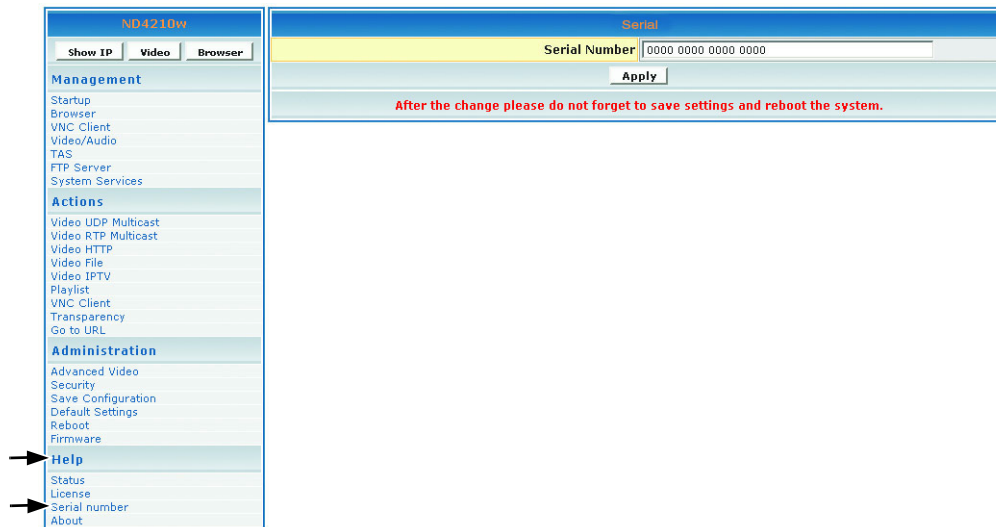 ND4210w
Show IP Video Browser
Management
Startup
Browser
VNC Client
Video/Audio
TAS
FTP Server
System Services
Actions
Video UDP Multicast
Video RTP Multicast
Video HTTP
Video File
Video IPTV
Playlist
VNC Client
Transparency
Go to URL
Administration
Advanced Video
Security
Save Configuration
Default Settings
Reboot
Firmware
Help
Status
License
Serial number
About
Serial
Serial Number 0000 0000 0000 0000
Apply
After the change please do not forget to save settings and reboot the system.